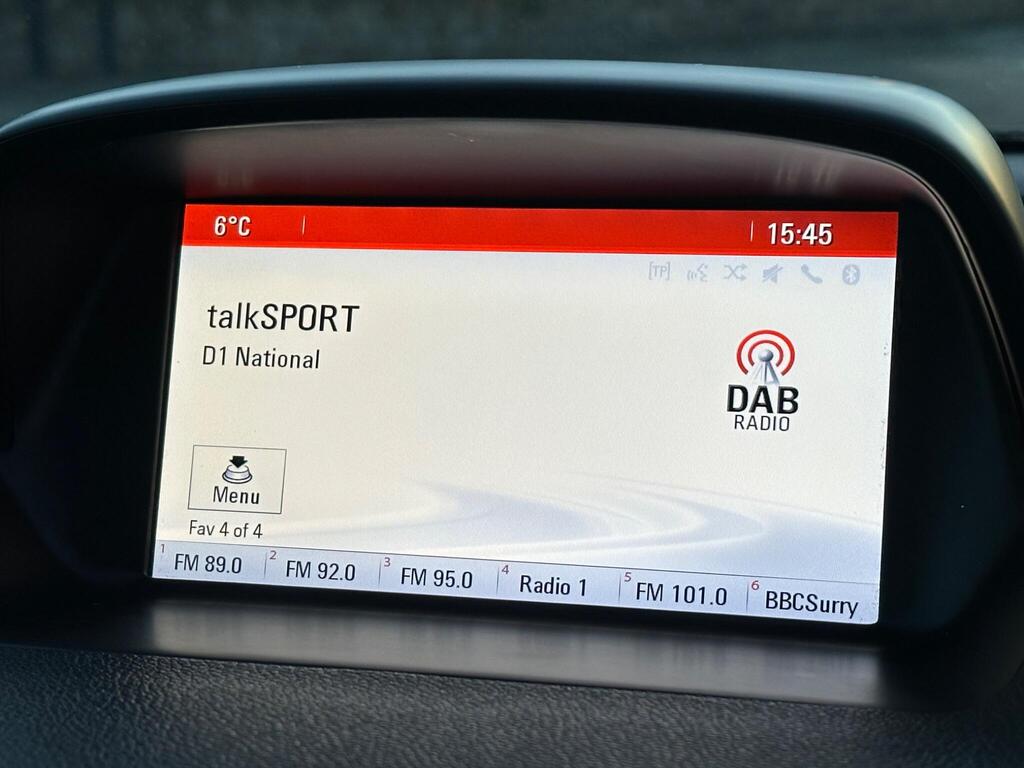 6°C 15:45
[TP]
talkSPORT
D1 National
DAB
RADIO
Menu
Fav 4 of 4
1 FM 89.0 2 FM 92.0 3 FM 95.0 4 Radio 1 5 FM 101.0 6 BBCSurry